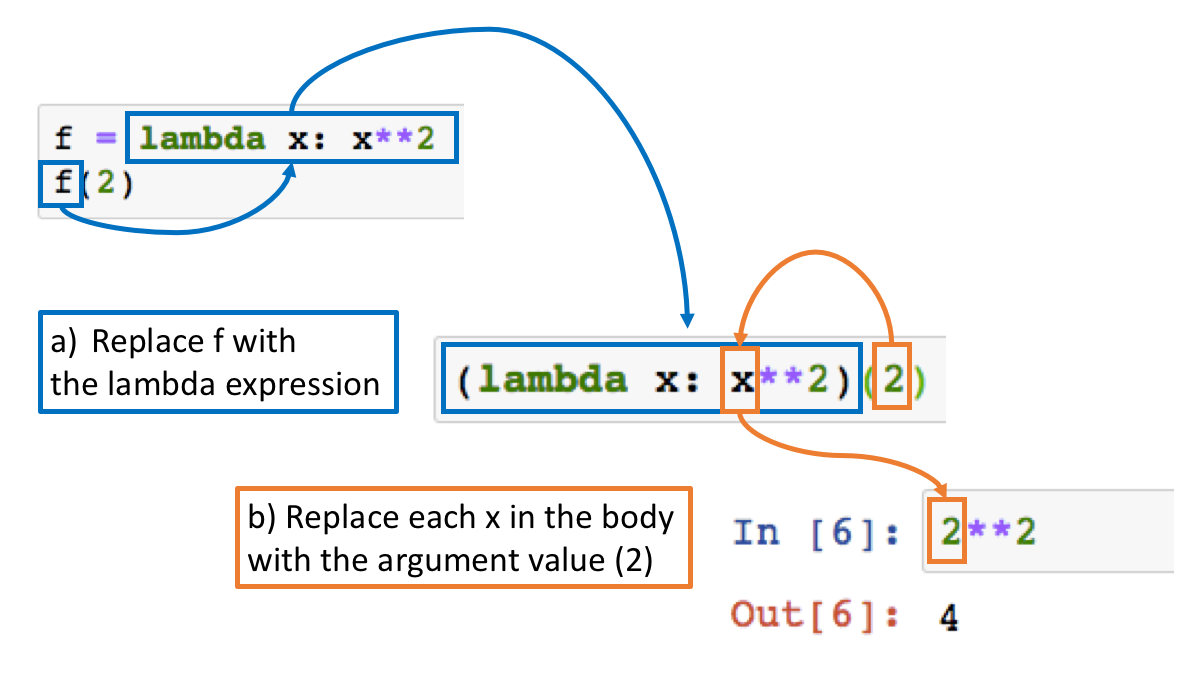 f = lambda x: x**2
f(2)
a) Replace f with
the lambda expression
(lambda x: x**2)(2)
b) Replace each x in the body
with the argument value (2)
In [6]: 2**2
Out[6]: 4